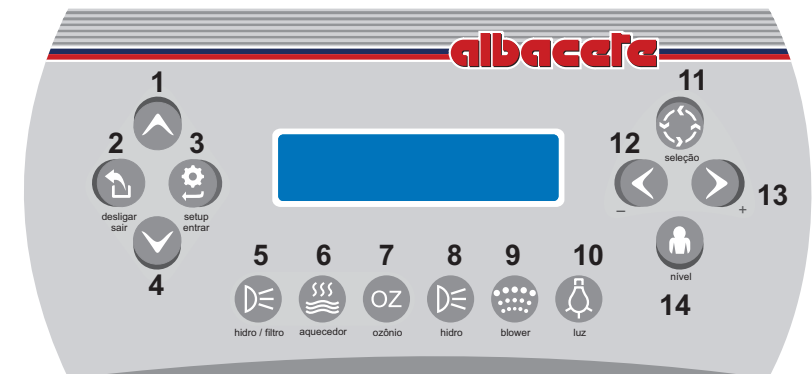 albacete
1
11
2
3
12
seleção
13
desligar
sair
setup
entrar
–
+
4
5
6
7
8
9
10
nível
14
OZ
hidro / filtro
aquecedor
ozônio
hidro
blower
luz